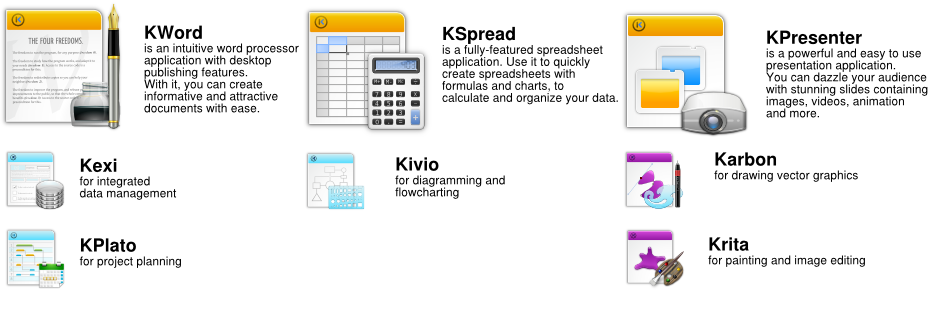 THE FOUR FREEDOMS.
KWord
is an intuitive word processor
application with desktop
publishing features.
With it, you can create
informative and attractive
documents with ease.
KSpread
is a fully-featured spreadsheet
application. Use it to quickly
create spreadsheets with
formulas and charts, to
calculate and organize your data.
KPresenter
is a powerful and easy to use
presentation application.
You can dazzle your audience
with stunning slides containing
images, videos, animation
and more.
Kexi
for integrated
data management
Kivio
for diagramming and
flowcharting
Karbon
for drawing vector graphics
KPlato
for project planning
Krita
for painting and image editing